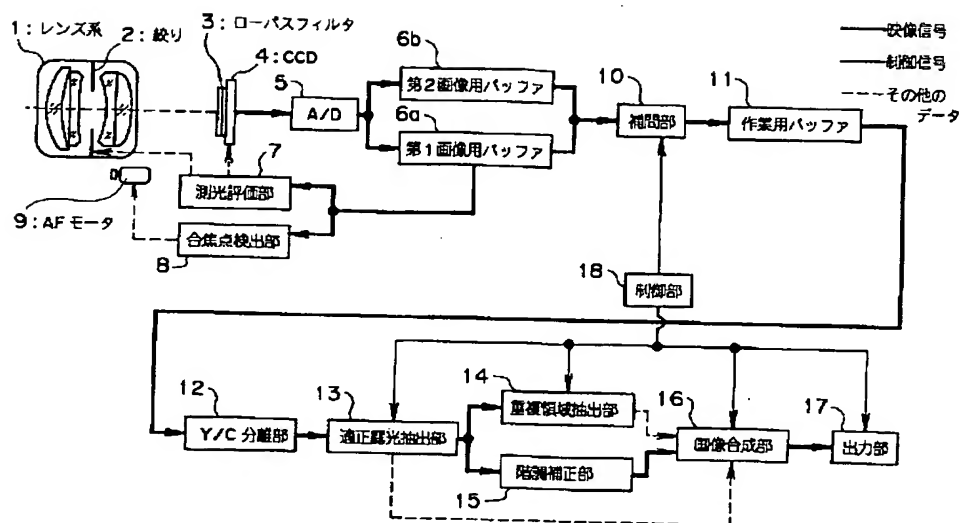 1：レンズ系
2：絞り
3：ローパスフィルタ
4：CCD
5
A/D
6b
第2画像用バッファ
6a
第1画像用バッファ
10
補間部
11
作業用バッファ
映像信号
制御信号
その他の
データ
7
測光評価部
9：AFモータ
合焦点検出部
8
18
制御部
12
Y/C分離部
13
適正露光抽出部
14
重複領域抽出部
階調補正部
15
16
画像合成部
17
出力部